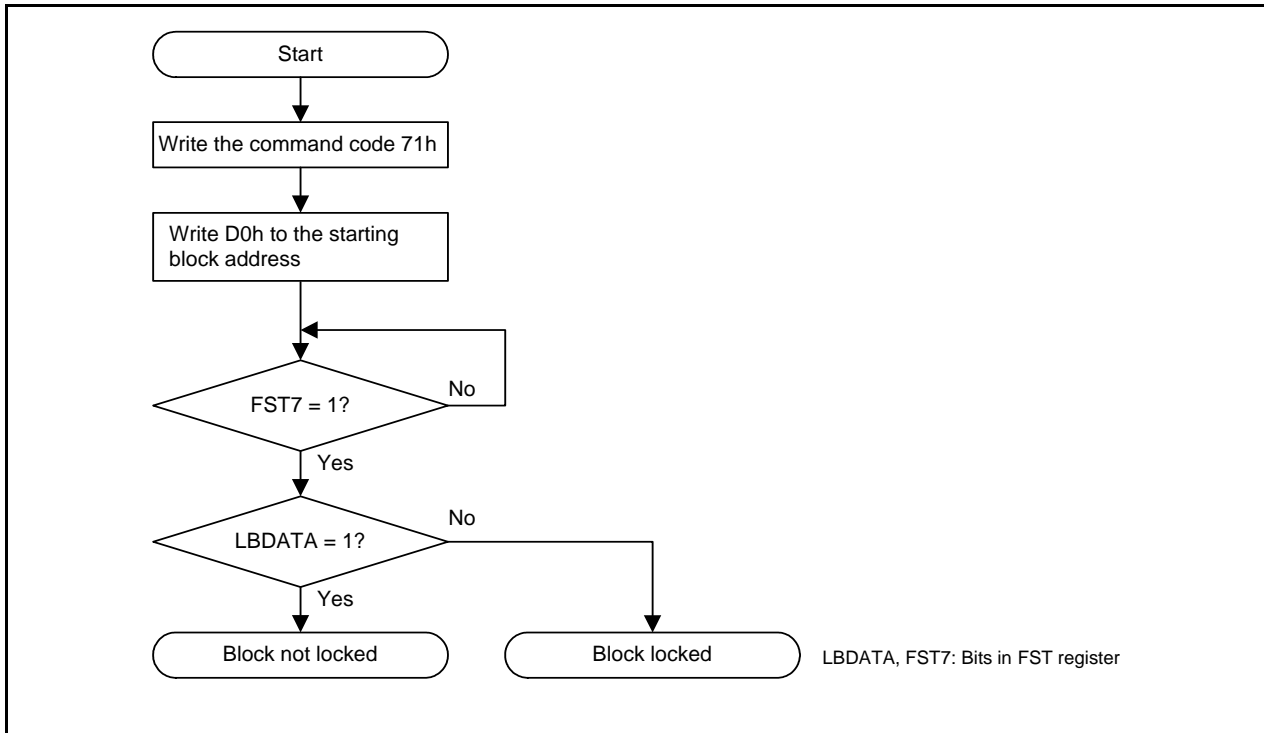 Start
Write the command code 71h
Write D0h to the starting
block address
FST7 = 1?
No
Yes
LBDATA = 1?
No
Yes
Block not locked
Block locked
LBDATA, FST7: Bits in FST register